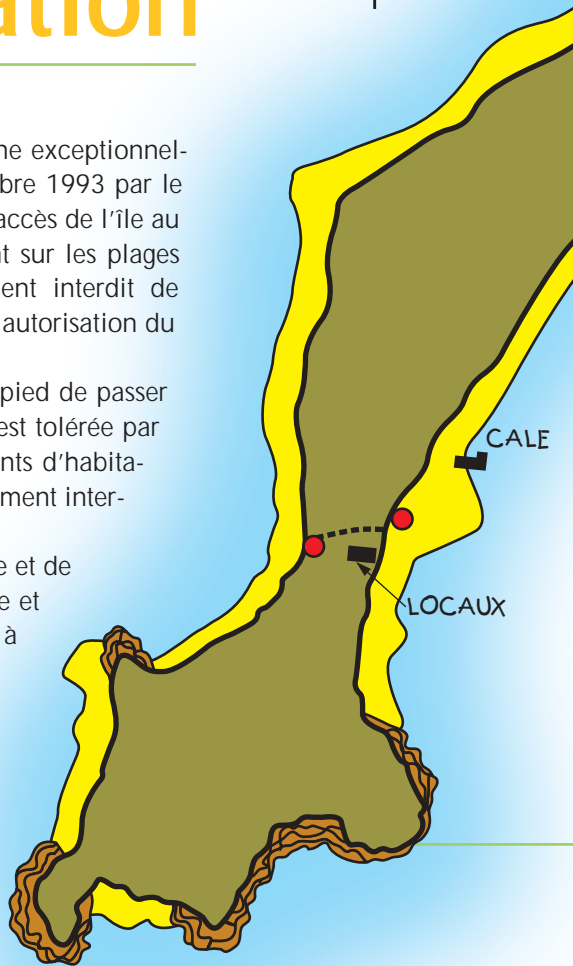 ation
ne exceptionnel-
bre 1993 par le
accès de l'île au
t sur les plages
ent interdit de
autorisation du
pied de passer
est tolérée par
nts d'habita-
ment inter-
e et de
e et
à
CALE
LOCAUX